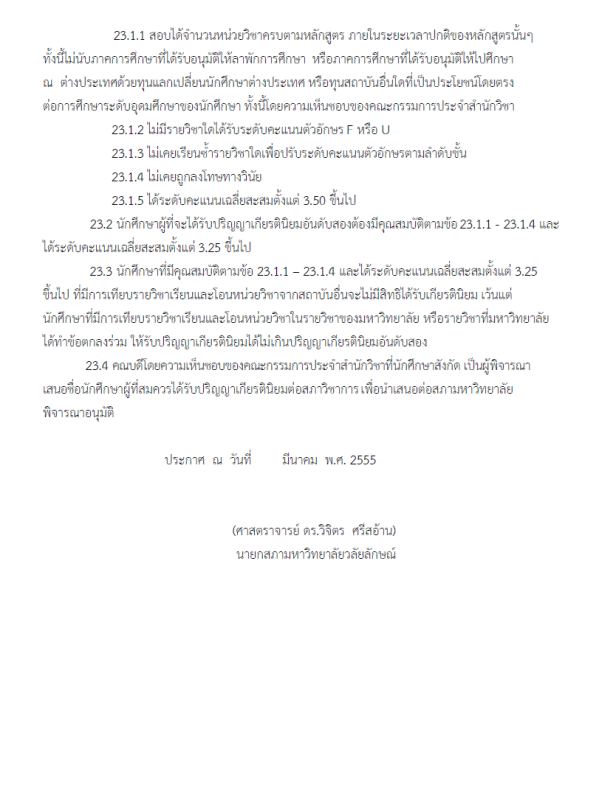 23.1.1 สอบได้จำนวนหน่วยวิชาครบตามหลักสูตร ภายในระยะเวลาปกติของหลักสูตรนั้นๆ
ทั้งนี้ไม่นับภาคการศึกษาที่ได้รับอนุมัติให้ลาพักการศึกษา หรือภาคการศึกษาที่ได้รับอนุมัติให้ไปศึกษา
ณ ต่างประเทศด้วยทุนแลกเปลี่ยนนักศึกษาต่างประเทศ หรือทุนสถาบันอื่นใดที่เป็นประโยชน์โดยตรง
ต่อการศึกษาระดับอุดมศึกษาของนักศึกษา ทั้งนี้โดยความเห็นชอบของคณะกรรมการประจำสำนักวิชา
23.1.2 ไม่มีรายวิชาใดได้รับระดับคะแนนตัวอักษร F หรือ U
23.1.3 ไม่เคยเรียนซ้ำรายวิชาใดเพื่อปรับระดับคะแนนตัวอักษรตามลำดับขั้น
23.1.4 ไม่เคยถูกลงโทษทางวินัย
23.1.5 ได้ระดับคะแนนเฉลี่ยสะสมตั้งแต่ 3.50 ขึ้นไป
23.2 นักศึกษาผู้ที่จะได้รับปริญญาเกียรตินิยมอันดับสองต้องมีคุณสมบัติตามข้อ 23.1.1 - 23.1.4 และ
ได้ระดับคะแนนเฉลี่ยสะสมตั้งแต่ 3.25 ขึ้นไป
23.3 นักศึกษาที่มีคุณสมบัติตามข้อ 23.1.1 – 23.1.4 และได้ระดับคะแนนเฉลี่ยสะสมตั้งแต่ 3.25
ขึ้นไป ที่มีการเทียบรายวิชาเรียนและโอนหน่วยวิชาจากสถาบันอื่นจะไม่มีสิทธิได้รับเกียรตินิยม เว้นแต่
นักศึกษาที่มีการเทียบรายวิชาเรียนและโอนหน่วยวิชาในรายวิชาของมหาวิทยาลัย หรือรายวิชาที่มหาวิทยาลัย
ได้ทำข้อตกลงร่วม ให้รับปริญญาเกียรตินิยมได้ไม่เกินปริญญาเกียรตินิยมอันดับสอง
23.4 คณบดีโดยความเห็นชอบของคณะกรรมการประจำสำนักวิชาที่นักศึกษาสังกัด เป็นผู้พิจารณา
เสนอชื่อนักศึกษาผู้ที่สมควรได้รับปริญญาเกียรตินิยมต่อสภาวิชาการ เพื่อนำเสนอต่อสภามหาวิทยาลัย
พิจารณาอนุมัติ
ประกาศ ณ วันที่ มีนาคม พ.ศ. 2555
(ศาสตราจารย์ ดร.วิจิตร ศรีสอ้าน)
นายกสภามหาวิทยาลัยวลัยลักษณ์